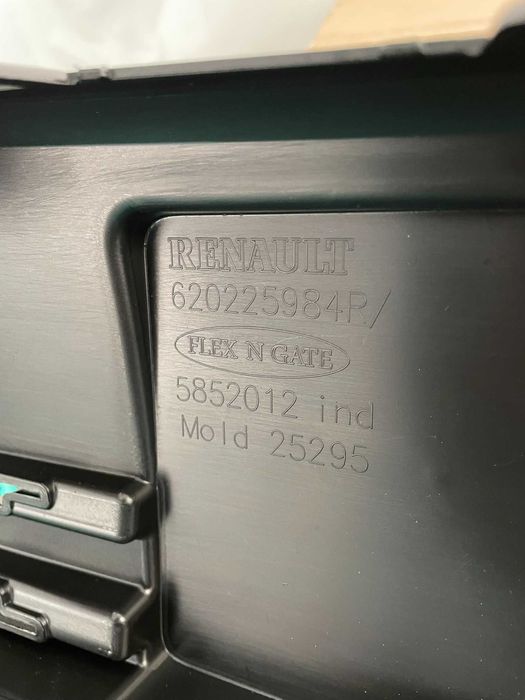 RENAULT
620225984R/
FLEX N GATE
5852012 ind
Mold 25295